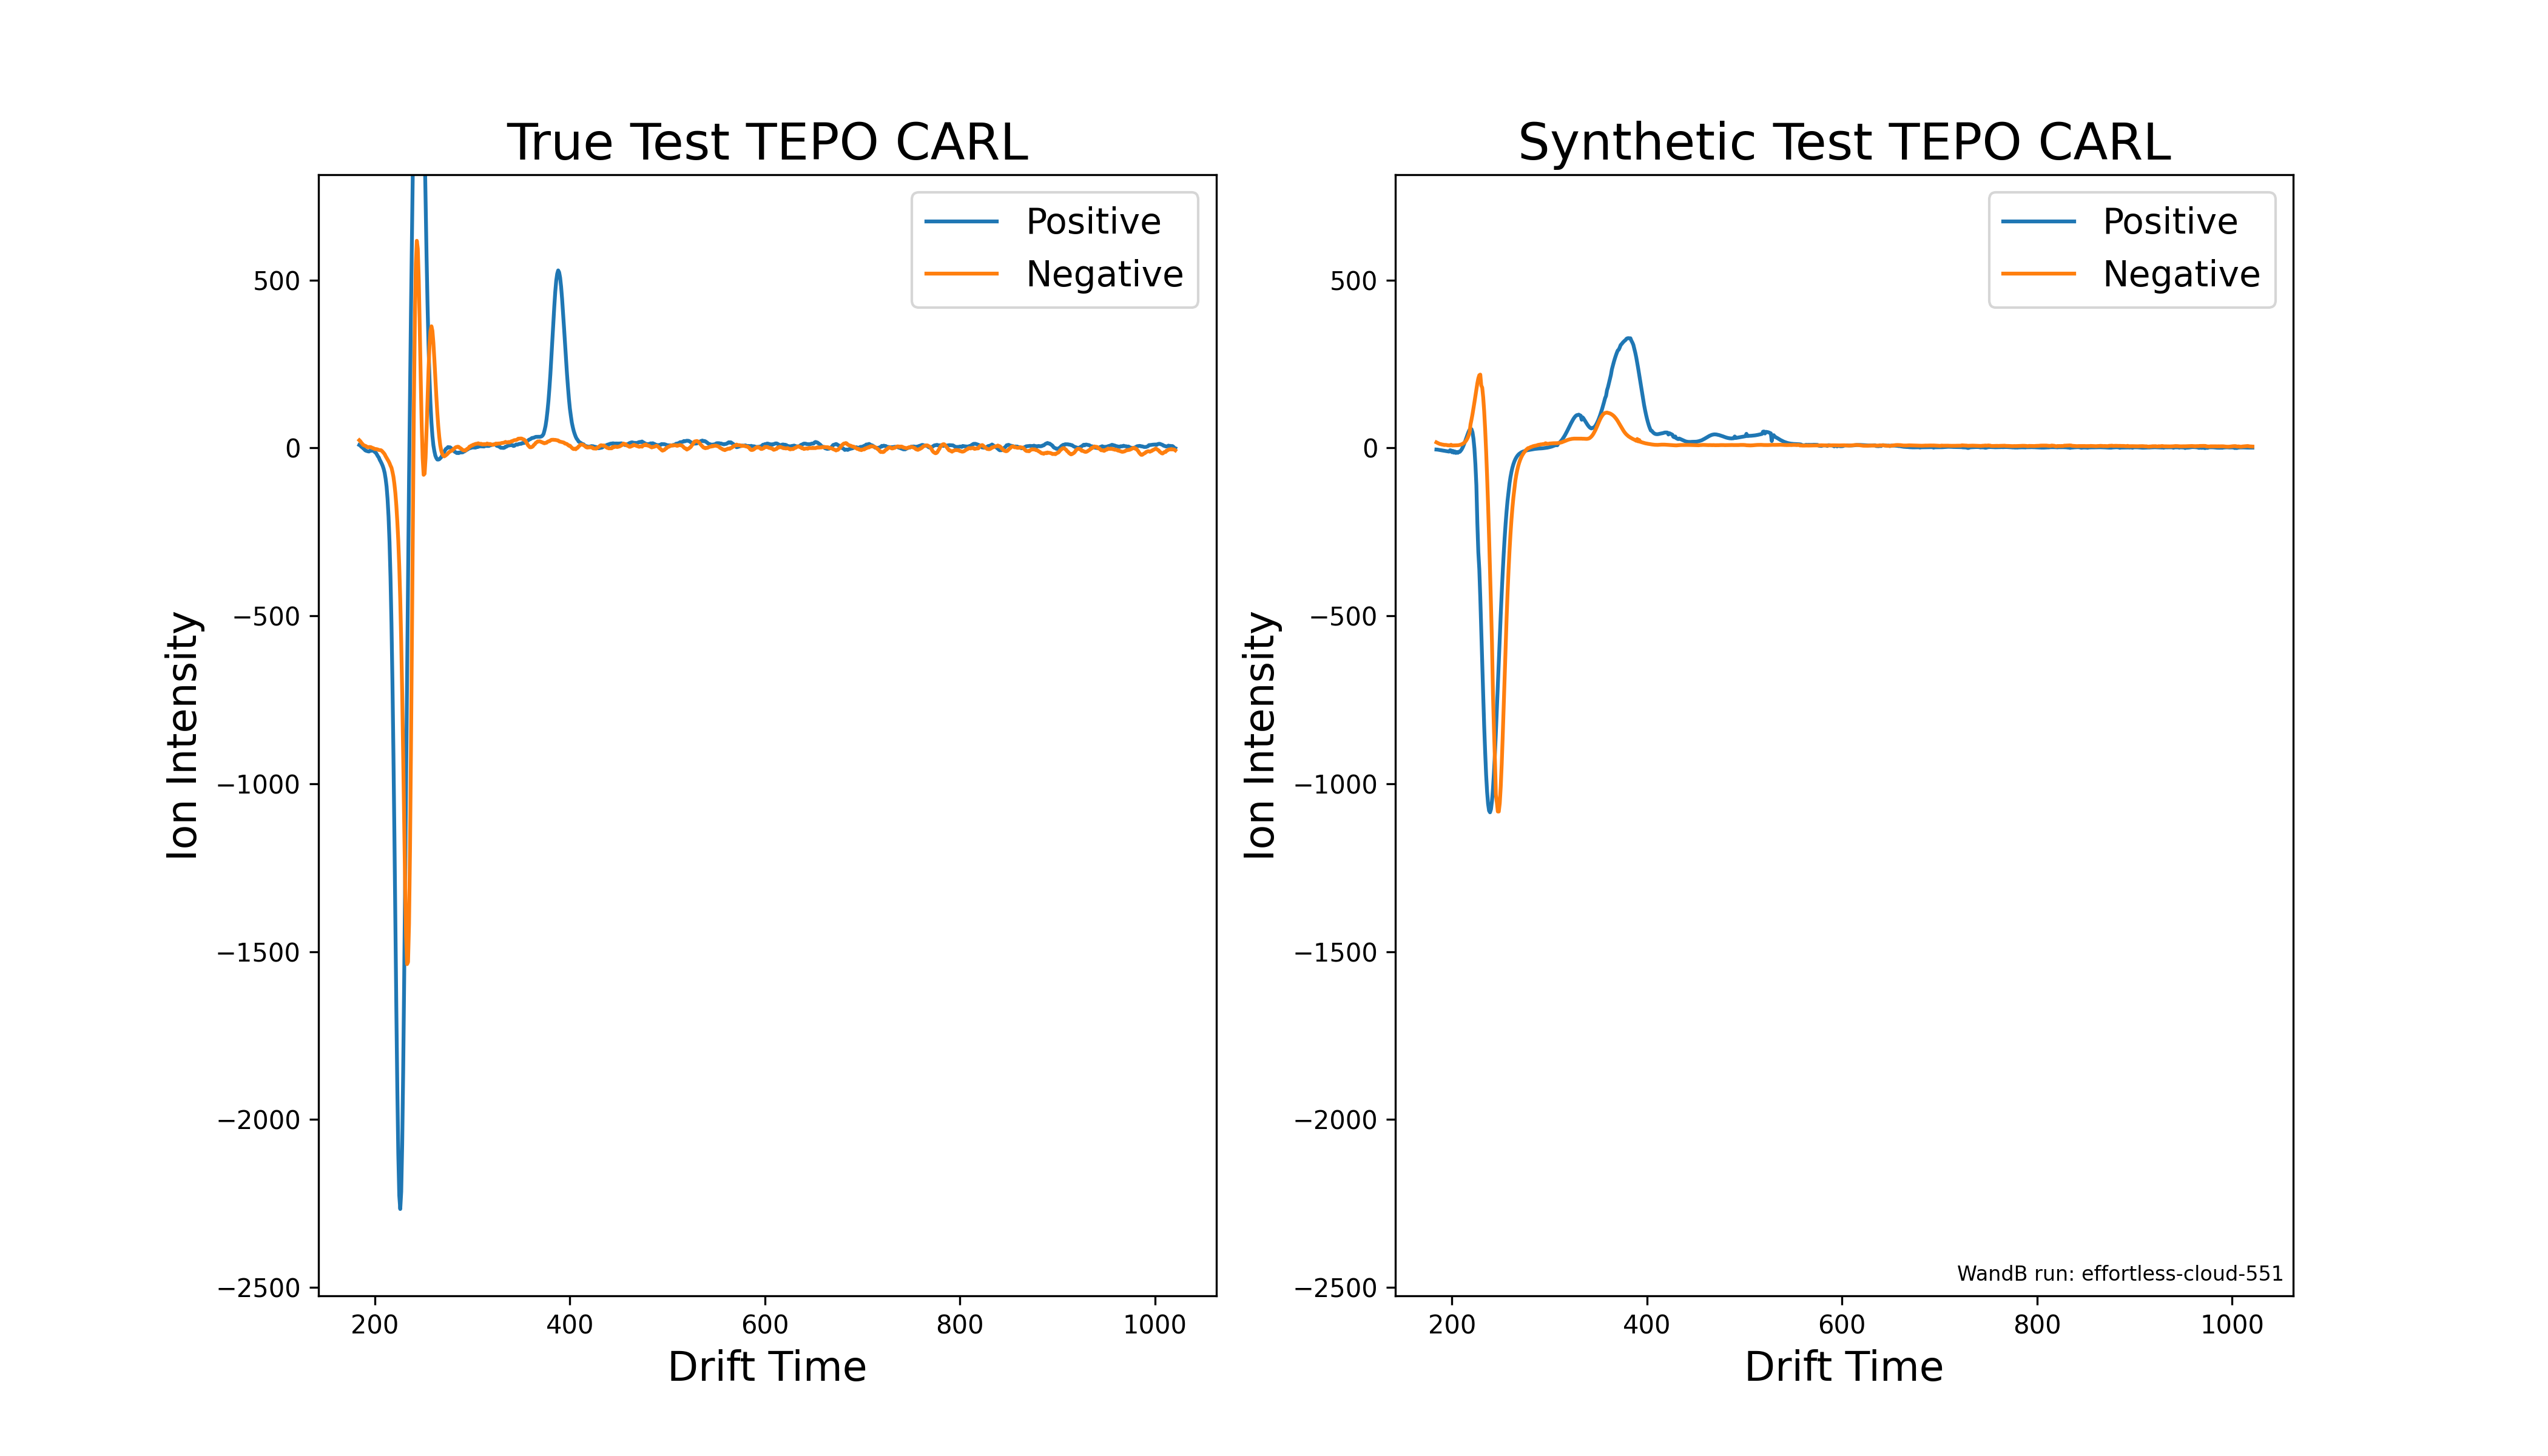 True Test TEPO CARL
Positive
Negative
500
0
−500
−1000
−1500
−2000
−2500
Ion Intensity
200
400
600
800
1000
Drift Time
Synthetic Test TEPO CARL
Positive
Negative
500
0
−500
−1000
−1500
−2000
−2500
Ion Intensity
WandB run: effortless-cloud-551
200
400
600
800
1000
Drift Time